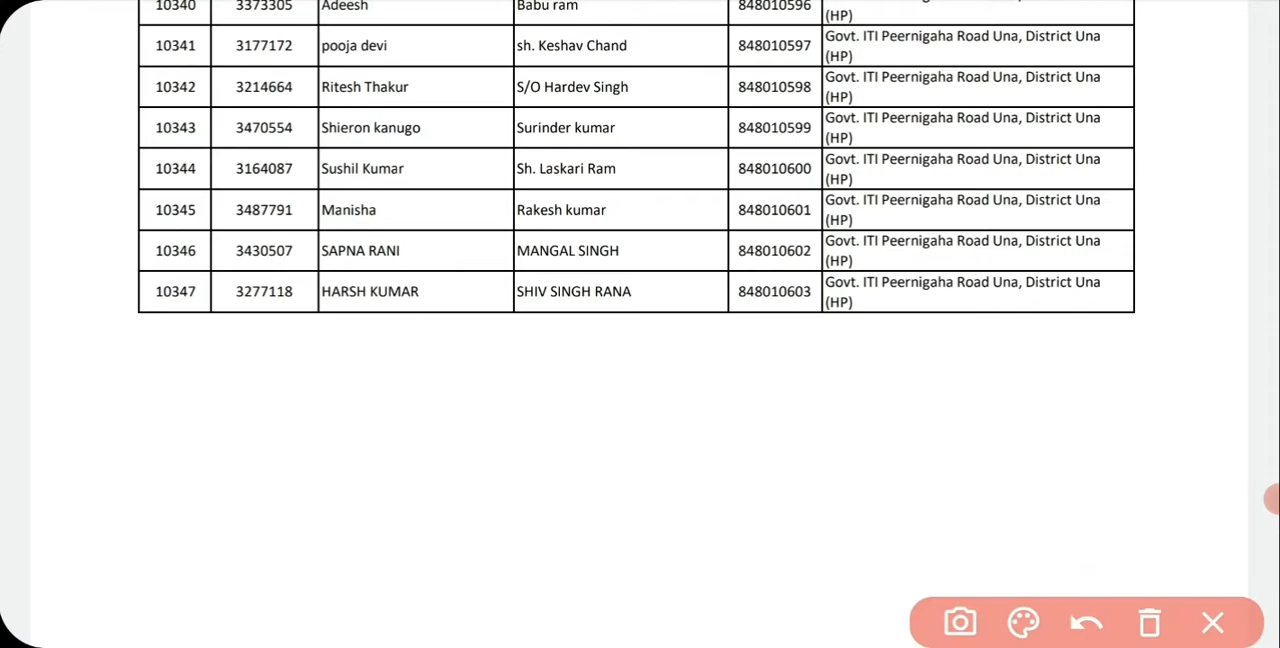 10340 3373305 Adeesh Babu ram 848010596
(HP)
10341 3177172 pooja devi sh. Keshav Chand 848010597 Govt. ITI Peernigaha Road Una, District Una
(HP)
10342 3214664 Ritesh Thakur S/O Hardev Singh 848010598 Govt. ITI Peernigaha Road Una, District Una
(HP)
10343 3470554 Shieron kanugo Surinder kumar 848010599 Govt. ITI Peernigaha Road Una, District Una
(HP)
10344 3164087 Sushil Kumar Sh. Laskari Ram 848010600 Govt. ITI Peernigaha Road Una, District Una
(HP)
10345 3487791 Manisha Rakesh kumar 848010601 Govt. ITI Peernigaha Road Una, District Una
(HP)
10346 3430507 SAPNA RANI MANGAL SINGH 848010602 Govt. ITI Peernigaha Road Una, District Una
(HP)
10347 3277118 HARSH KUMAR SHIV SINGH RANA 848010603 Govt. ITI Peernigaha Road Una, District Una
(HP)